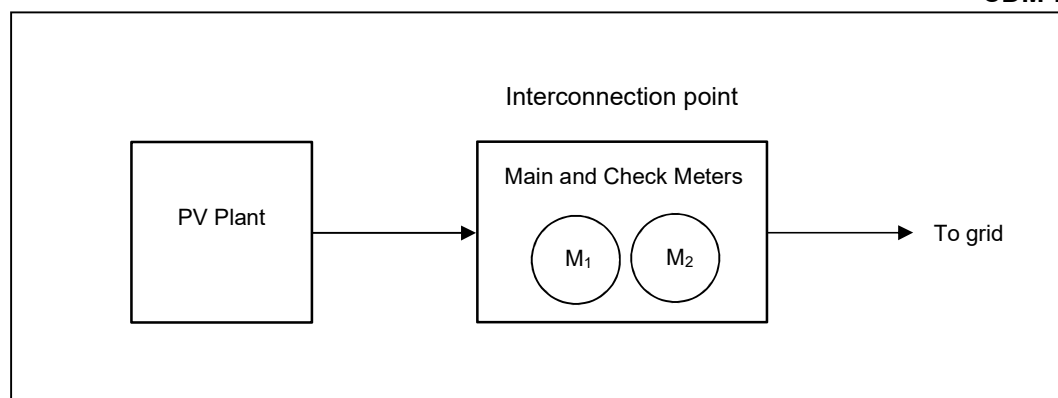 Interconnection point
Main and Check Meters
PV Plant
M₁
M₂
To grid